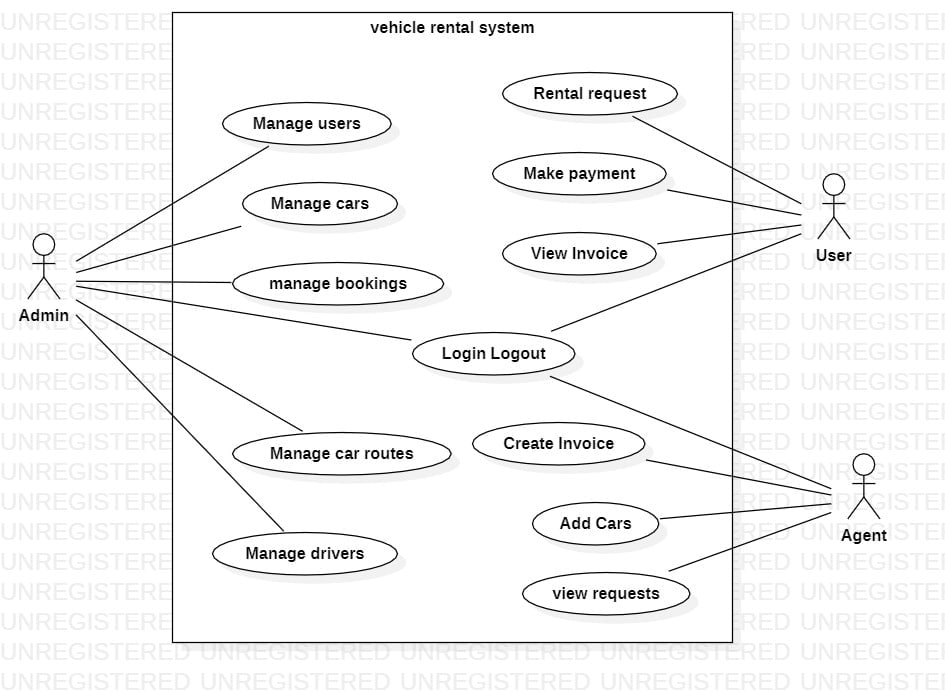 vehicle rental system
Rental request
Manage users
Make payment
Manage cars
View Invoice
User
manage bookings
Admin
Login Logout
Create Invoice
Manage car routes
Add Cars
Agent
Manage drivers
view requests
UNREGISTERED UNREGISTERED UNREGISTERED UNREGISTERED UNREGISTERED